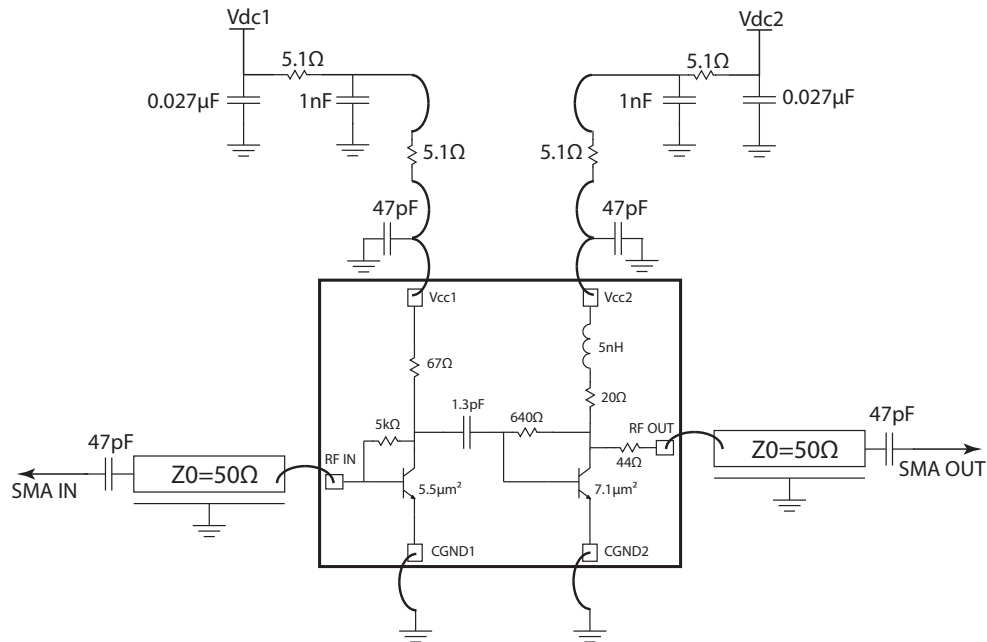 Vdc1
Vdc2
5.1Ω
5.1Ω
0.027µF
1nF
1nF
0.027µF
5.1Ω
5.1Ω
47pF
47pF
Vcc1
Vcc2
5nH
67Ω
20Ω
1.3pF
640Ω
5kΩ
RF OUT
47pF
47pF
RF IN
44Ω
Z0=50Ω
Z0=50Ω
SMA IN
SMA OUT
5.5µm²
7.1µm²
CGND1
CGND2